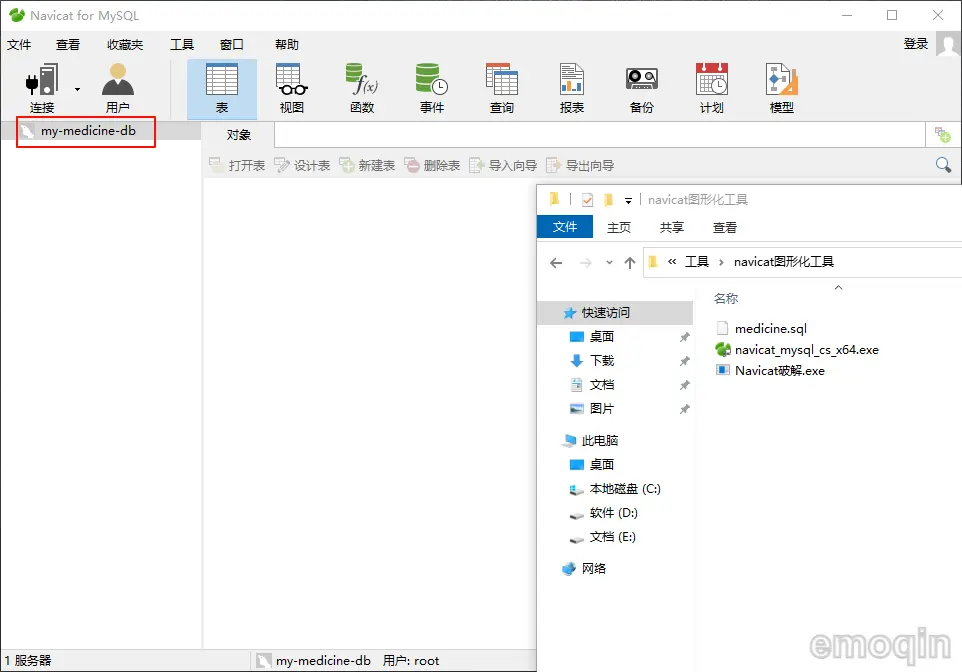 Navicat for MySQL
文件 查看 收藏夹 工具 窗口 帮助 登录
连接 用户 表 视图 函数 事件 查询 报表 备份 计划 模型
my-medicine-db 对象
打开表 设计表 新建表 删除表 导入向导 导出向导
navicat图形化工具
文件 主页 共享 查看
« 工具 › navicat图形化工具
名称
快速访问
medicine.sql
桌面
navicat_mysql_cs_x64.exe
下载
Navicat破解.exe
文档
图片
此电脑
桌面
本地磁盘 (C:)
软件 (D:)
文档 (E:)
网络
emoqin
1 服务器 my-medicine-db 用户: root